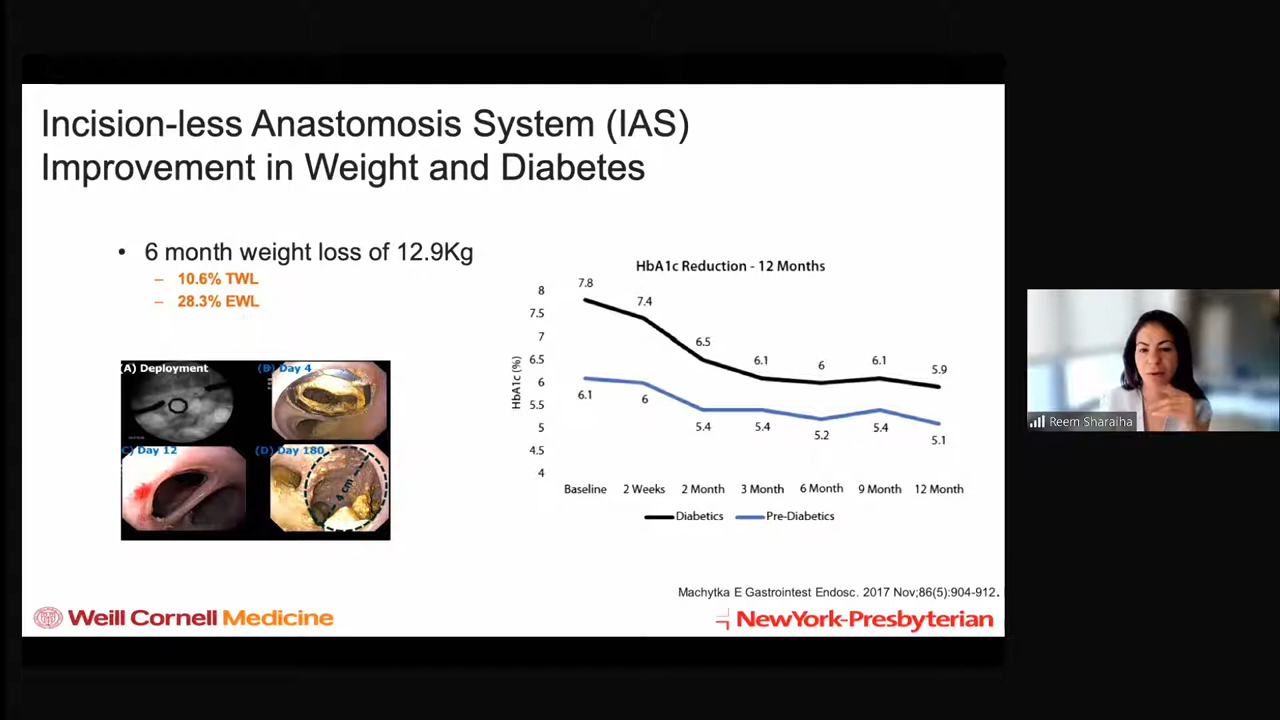 Incision-less Anastomosis System (IAS)
Improvement in Weight and Diabetes
• 6 month weight loss of 12.9Kg
– 10.6% TWL
– 28.3% EWL
(A) Deployment
(B) Day 4
C) Day 12
(D) Day 180
4 cm
HbA1c Reduction - 12 Months
HbA1c (%)
8
7.5
7
6.5
6
5.5
5
4.5
4
7.8
7.4
6.5
6.1
6
6.1
5.9
6.1
6
5.4
5.4
5.2
5.4
5.1
Baseline 2 Weeks 2 Month 3 Month 6 Month 9 Month 12 Month
Diabetics Pre-Diabetics
Machytka E Gastrointest Endosc. 2017 Nov;86(5):904-912.
Weill Cornell Medicine
NewYork-Presbyterian
Reem Sharaiha